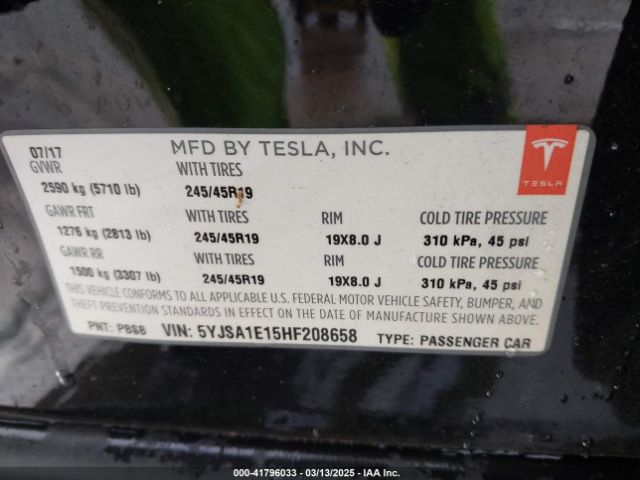 07/17 MFD BY TESLA, INC.
GVWR WITH TIRES
2590 kg (5710 lb) 245/45R19
TESLA
GAWR FRT WITH TIRES RIM COLD TIRE PRESSURE
1276 kg (2813 lb) 245/45R19 19X8.0 J 310 kPa, 45 psi
GAWR RR WITH TIRES RIM COLD TIRE PRESSURE
1500 kg (3307 lb) 245/45R19 19X8.0 J 310 kPa, 45 psi
THIS VEHICLE CONFORMS TO ALL APPLICABLE U.S. FEDERAL MOTOR VEHICLE SAFETY, BUMPER, AND
THEFT PREVENTION STANDARDS IN EFFECT ON THE DATE OF MANUFACTURE SHOWN ABOVE.
PNT: PBSB VIN: 5YJSA1E15HF208658 TYPE: PASSENGER CAR
000-41796033 — 03/13/2025 — IAA Inc.